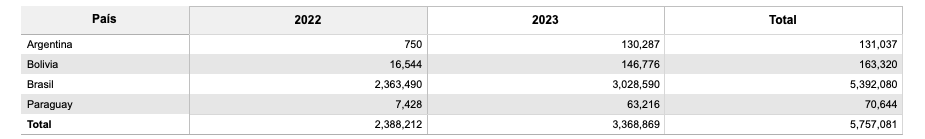 País 2022 2023 Total
Argentina 750 130,287 131,037
Bolivia 16,544 146,776 163,320
Brasil 2,363,490 3,028,590 5,392,080
Paraguay 7,428 63,216 70,644
Total 2,388,212 3,368,869 5,757,081